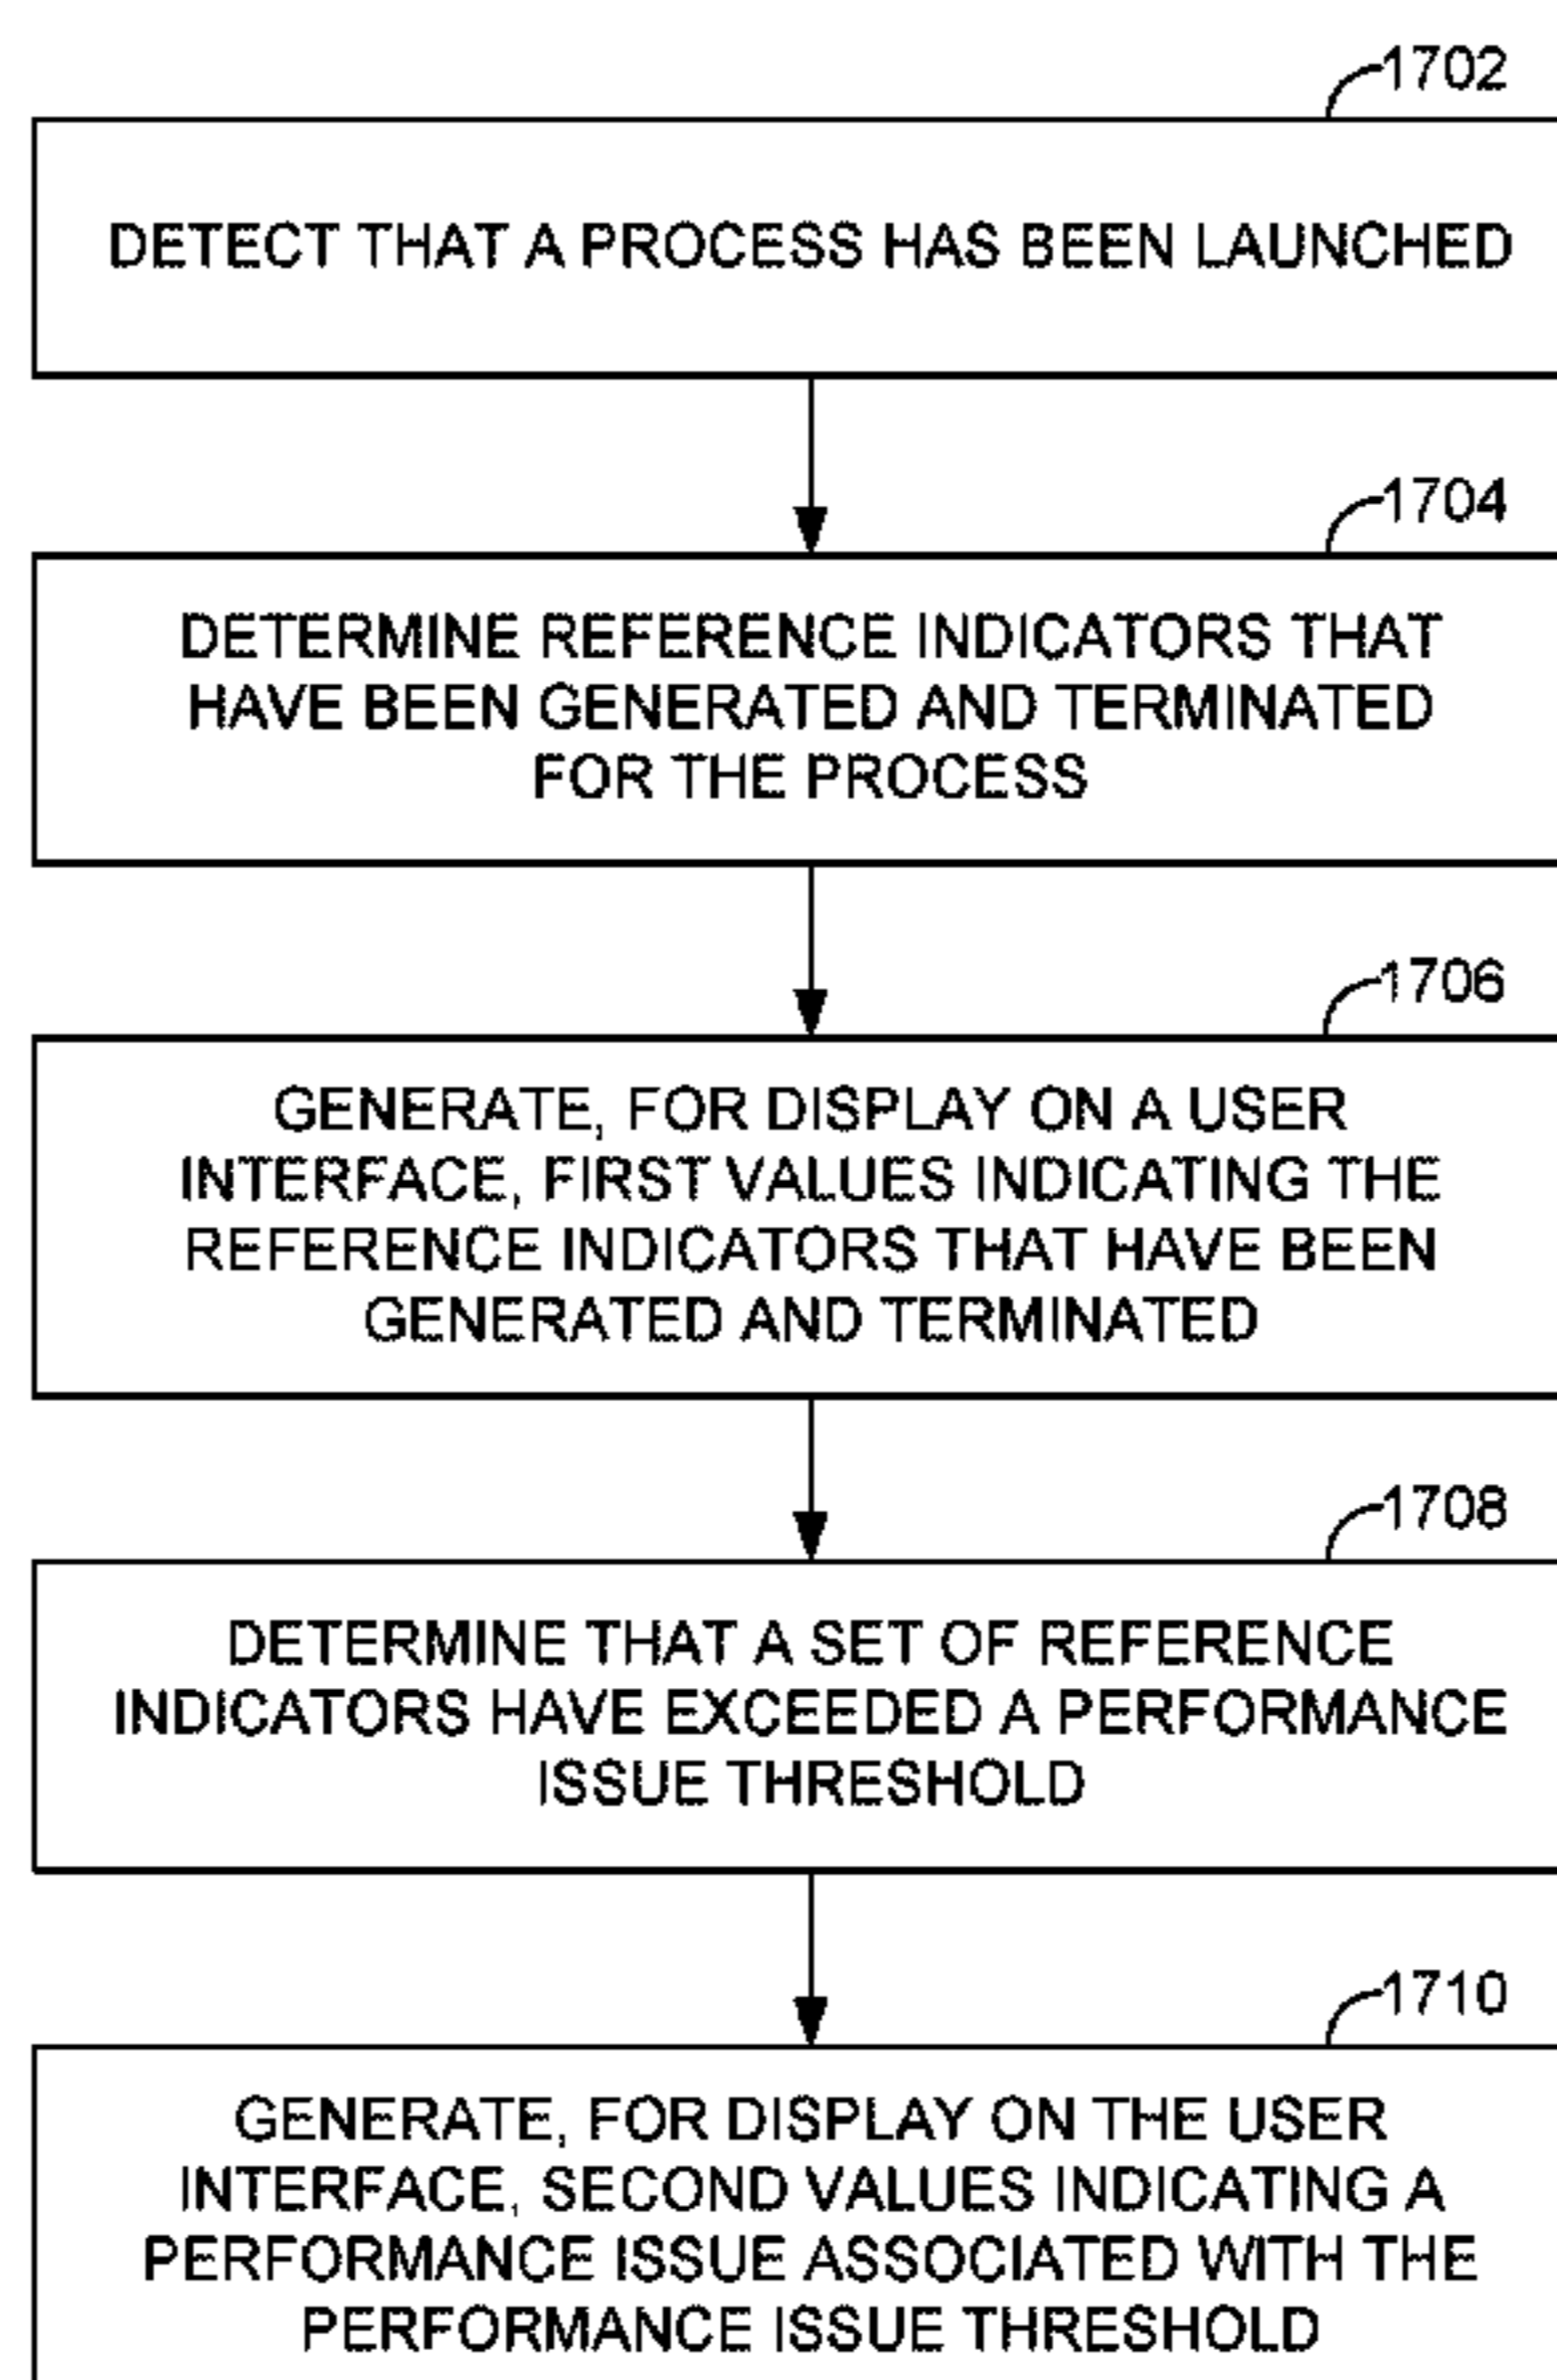 1702
DETECT THAT A PROCESS HAS BEEN LAUNCHED
1704
DETERMINE REFERENCE INDICATORS THAT
HAVE BEEN GENERATED AND TERMINATED
FOR THE PROCESS
1706
GENERATE, FOR DISPLAY ON A USER
INTERFACE, FIRST VALUES INDICATING THE
REFERENCE INDICATORS THAT HAVE BEEN
GENERATED AND TERMINATED
1708
DETERMINE THAT A SET OF REFERENCE
INDICATORS HAVE EXCEEDED A PERFORMANCE
ISSUE THRESHOLD
1710
GENERATE, FOR DISPLAY ON THE USER
INTERFACE, SECOND VALUES INDICATING A
PERFORMANCE ISSUE ASSOCIATED WITH THE
PERFORMANCE ISSUE THRESHOLD